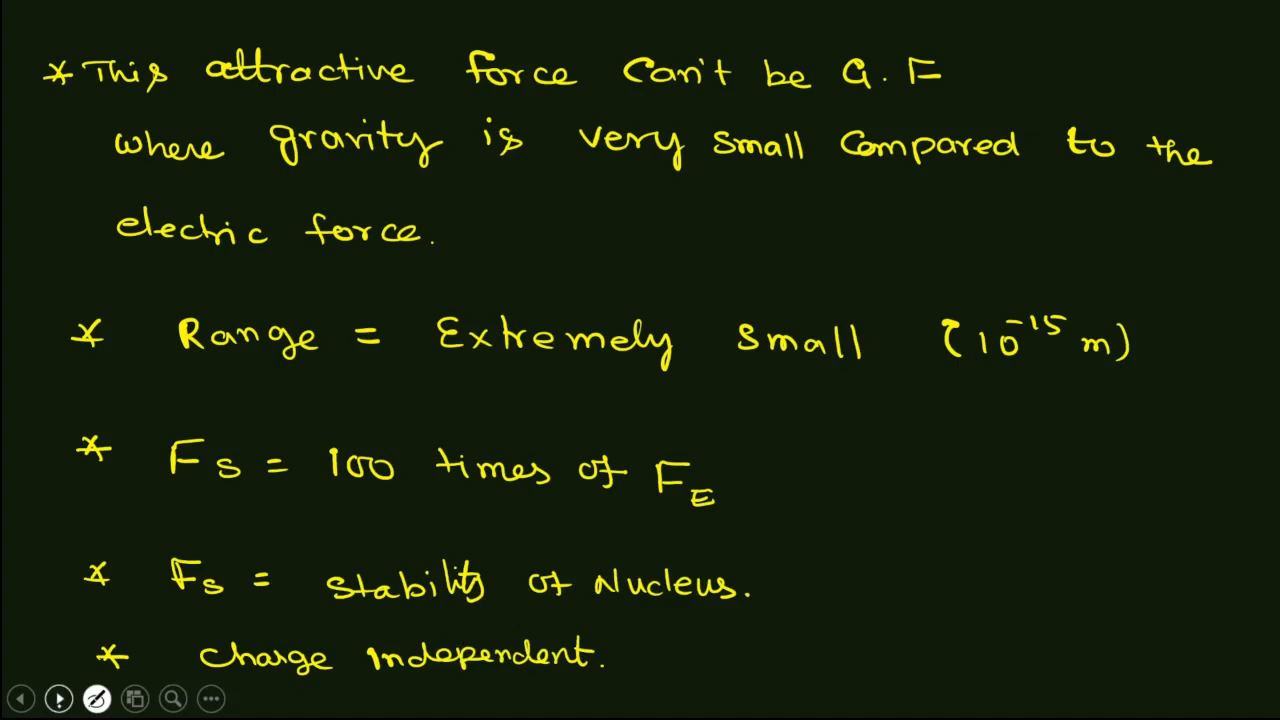 * This attractive force can't be G.F
where gravity is very small compared to the
electric force.
* Range = Extremely small (10⁻¹⁵ m)
* Fs = 100 times of FE
* Fs = stability of Nucleus.
* Charge independent.